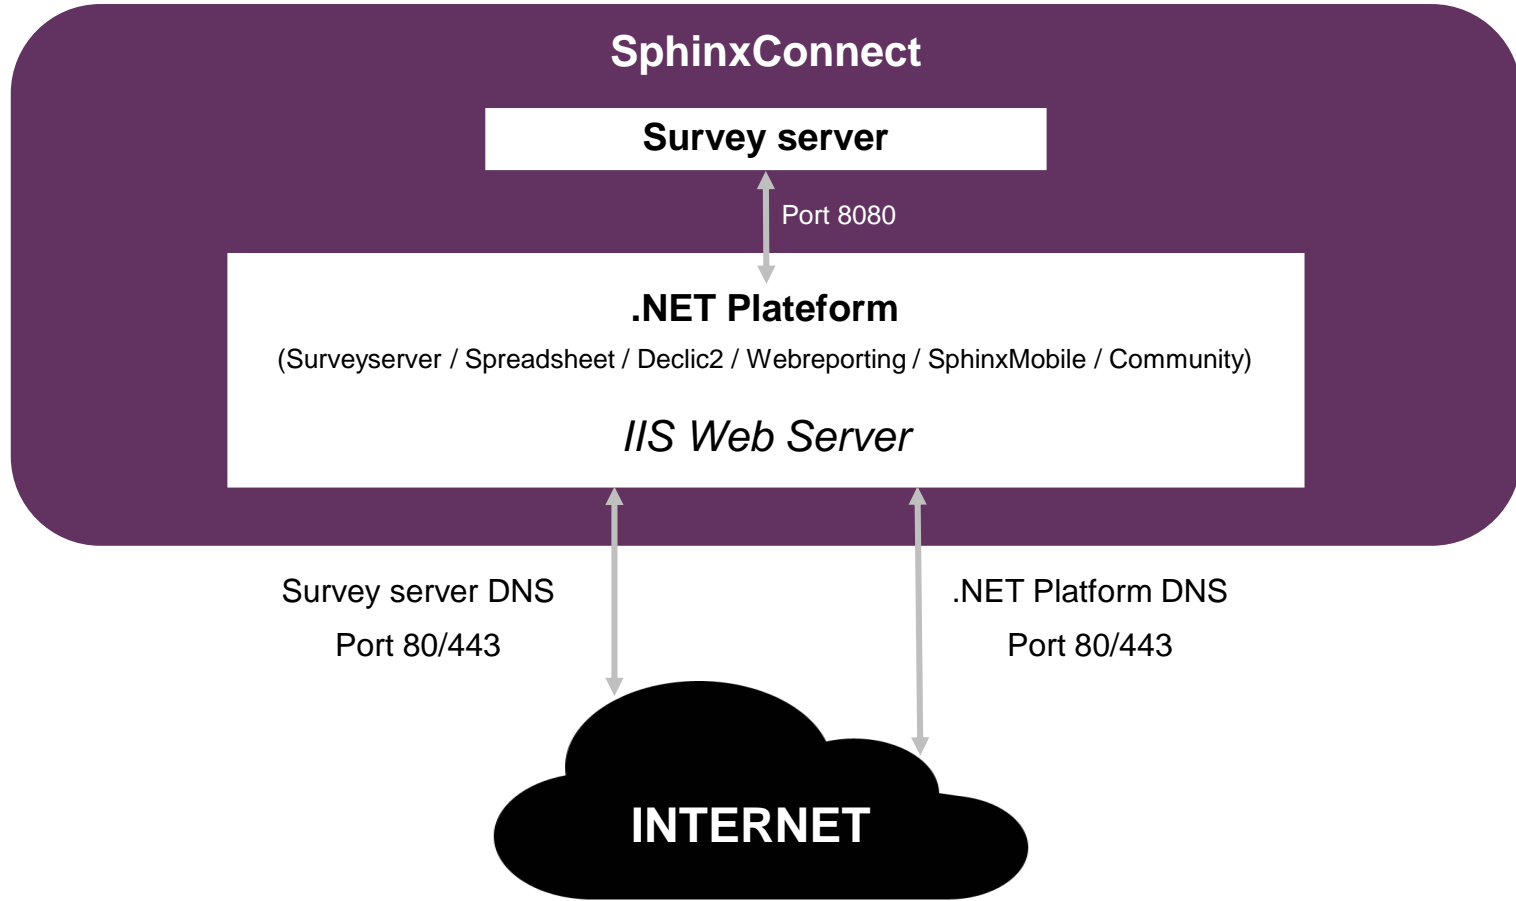 SphinxConnect
Survey server
Port 8080
.NET Plateform
(Surveyserver / Spreadsheet / Declic2 / Webreporting / SphinxMobile / Community)
IIS Web Server
Survey server DNS
Port 80/443
.NET Platform DNS
Port 80/443
INTERNET